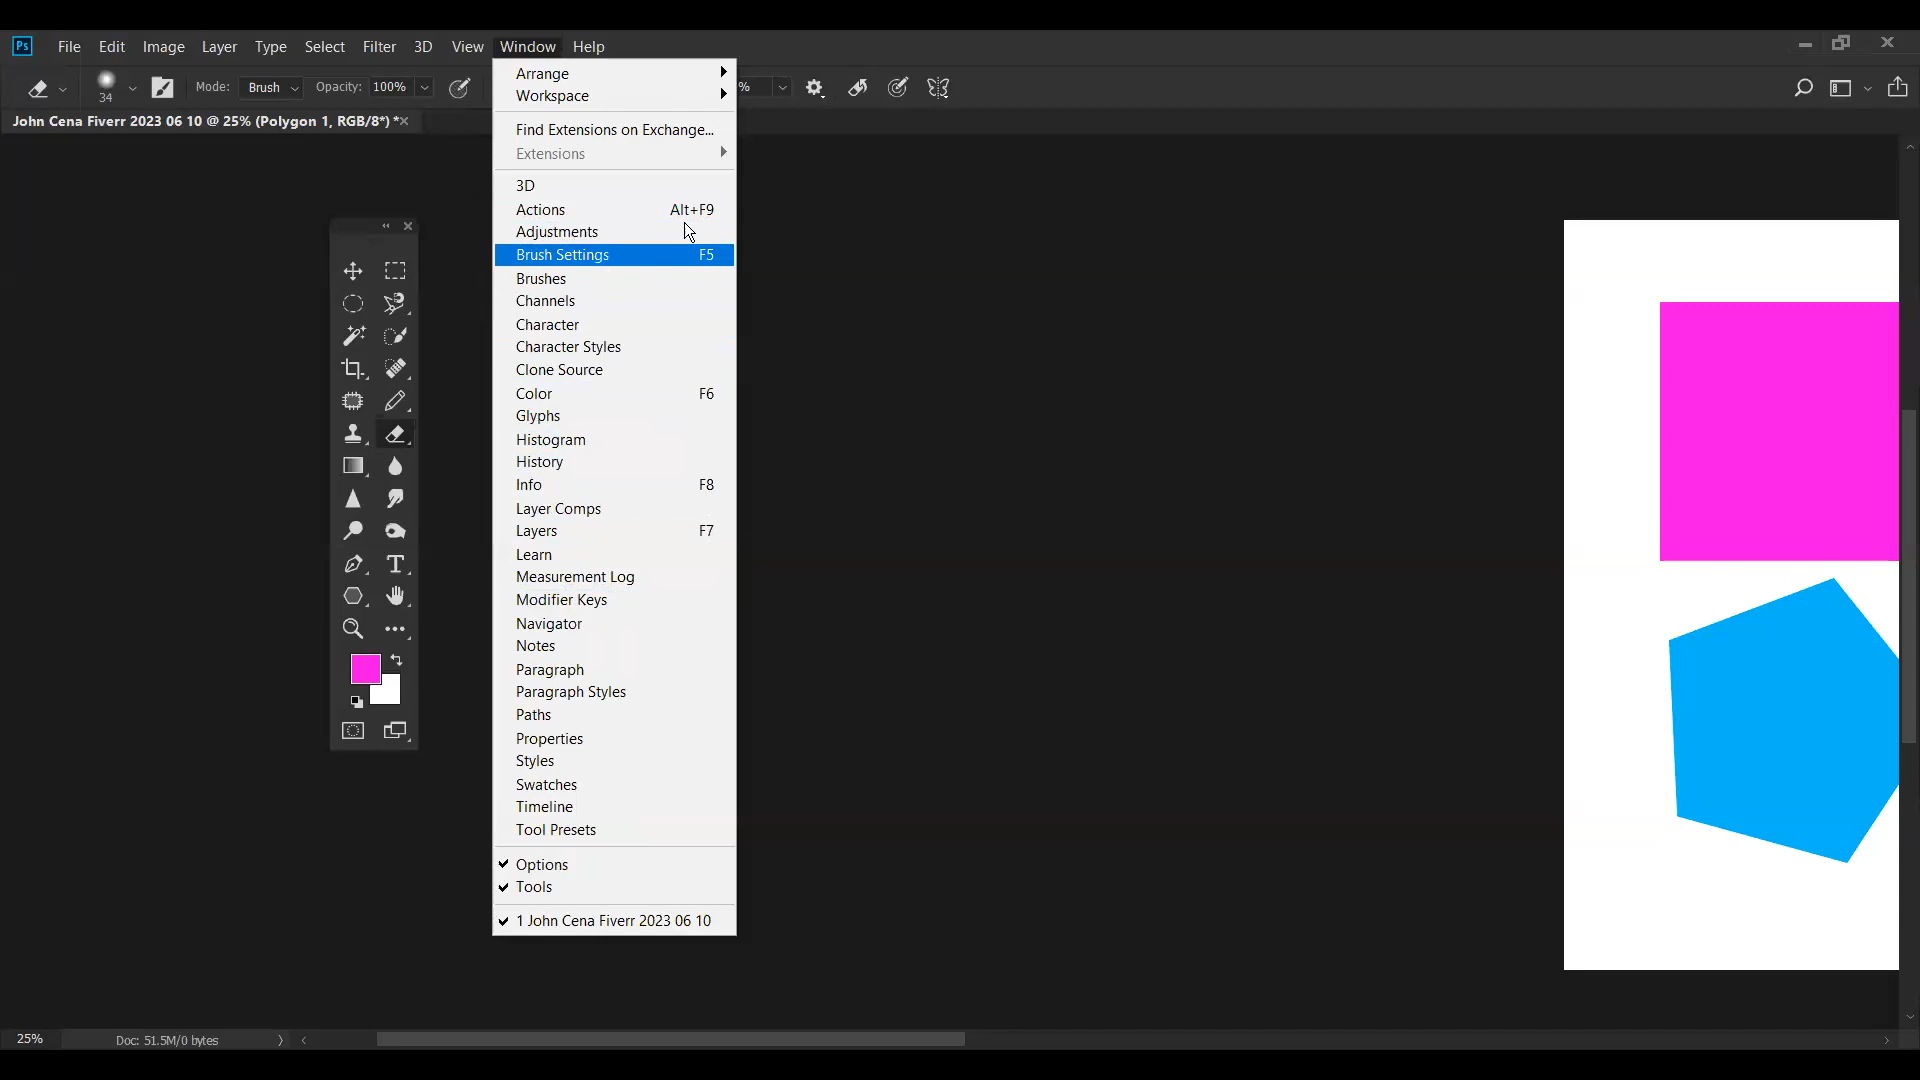 Ps File Edit Image Layer Type Select Filter 3D View Window Help
34 Mode: Brush Opacity: 100% %
John Cena Fiverr 2023 06 10 @ 25% (Polygon 1, RGB/8*) *
Arrange
Workspace
Find Extensions on Exchange...
Extensions
3D
Actions Alt+F9
Adjustments
Brush Settings F5
Brushes
Channels
Character
Character Styles
Clone Source
Color F6
Glyphs
Histogram
History
Info F8
Layer Comps
Layers F7
Learn
Measurement Log
Modifier Keys
Navigator
Notes
Paragraph
Paragraph Styles
Paths
Properties
Styles
Swatches
Timeline
Tool Presets
Options
Tools
1 John Cena Fiverr 2023 06 10
25% Doc: 51.5M/0 bytes